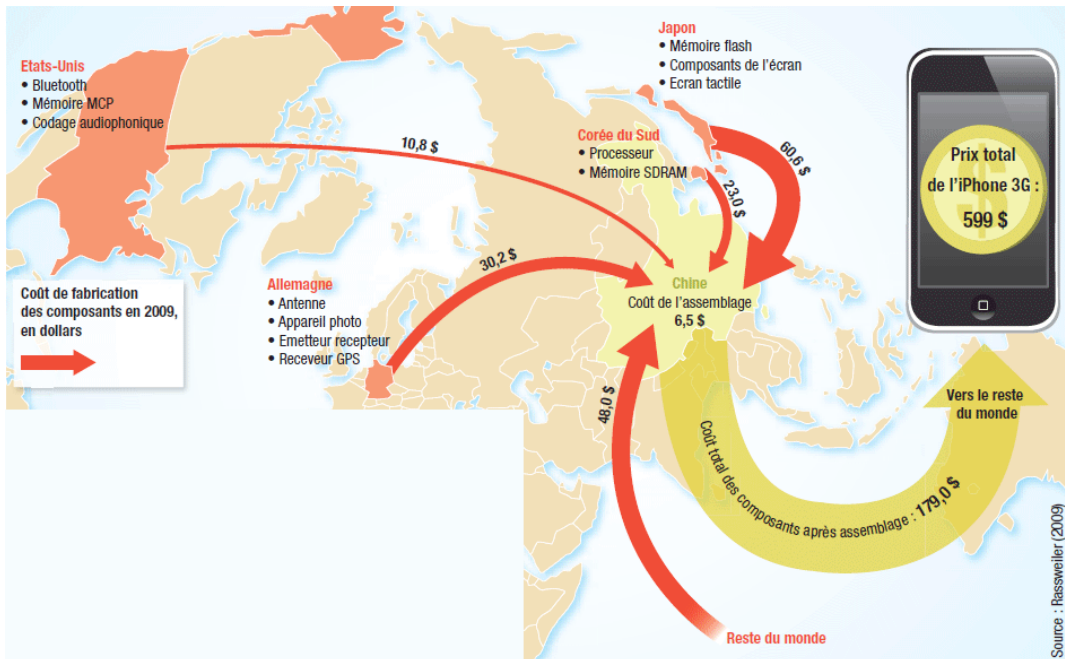 Etats-Unis
• Bluetooth
• Mémoire MCP
• Codage audiophonique
10,8 $
Japon
• Mémoire flash
• Composants de l'écran
• Ecran tactile
60,6 $
Corée du Sud
• Processeur
• Mémoire SDRAM
23,0 $
Prix total
de l'iPhone 3G :
599 $
$
Coût de fabrication
des composants en 2009,
en dollars
Allemagne
• Antenne
• Appareil photo
• Emetteur recepteur
• Receveur GPS
30,2 $
Chine
Coût de l'assemblage
6,5 $
48,0 $
Reste du monde
Coût total des composants après assemblage : 179,0 $
Vers le reste
du monde
Source : Rassweiler (2009)